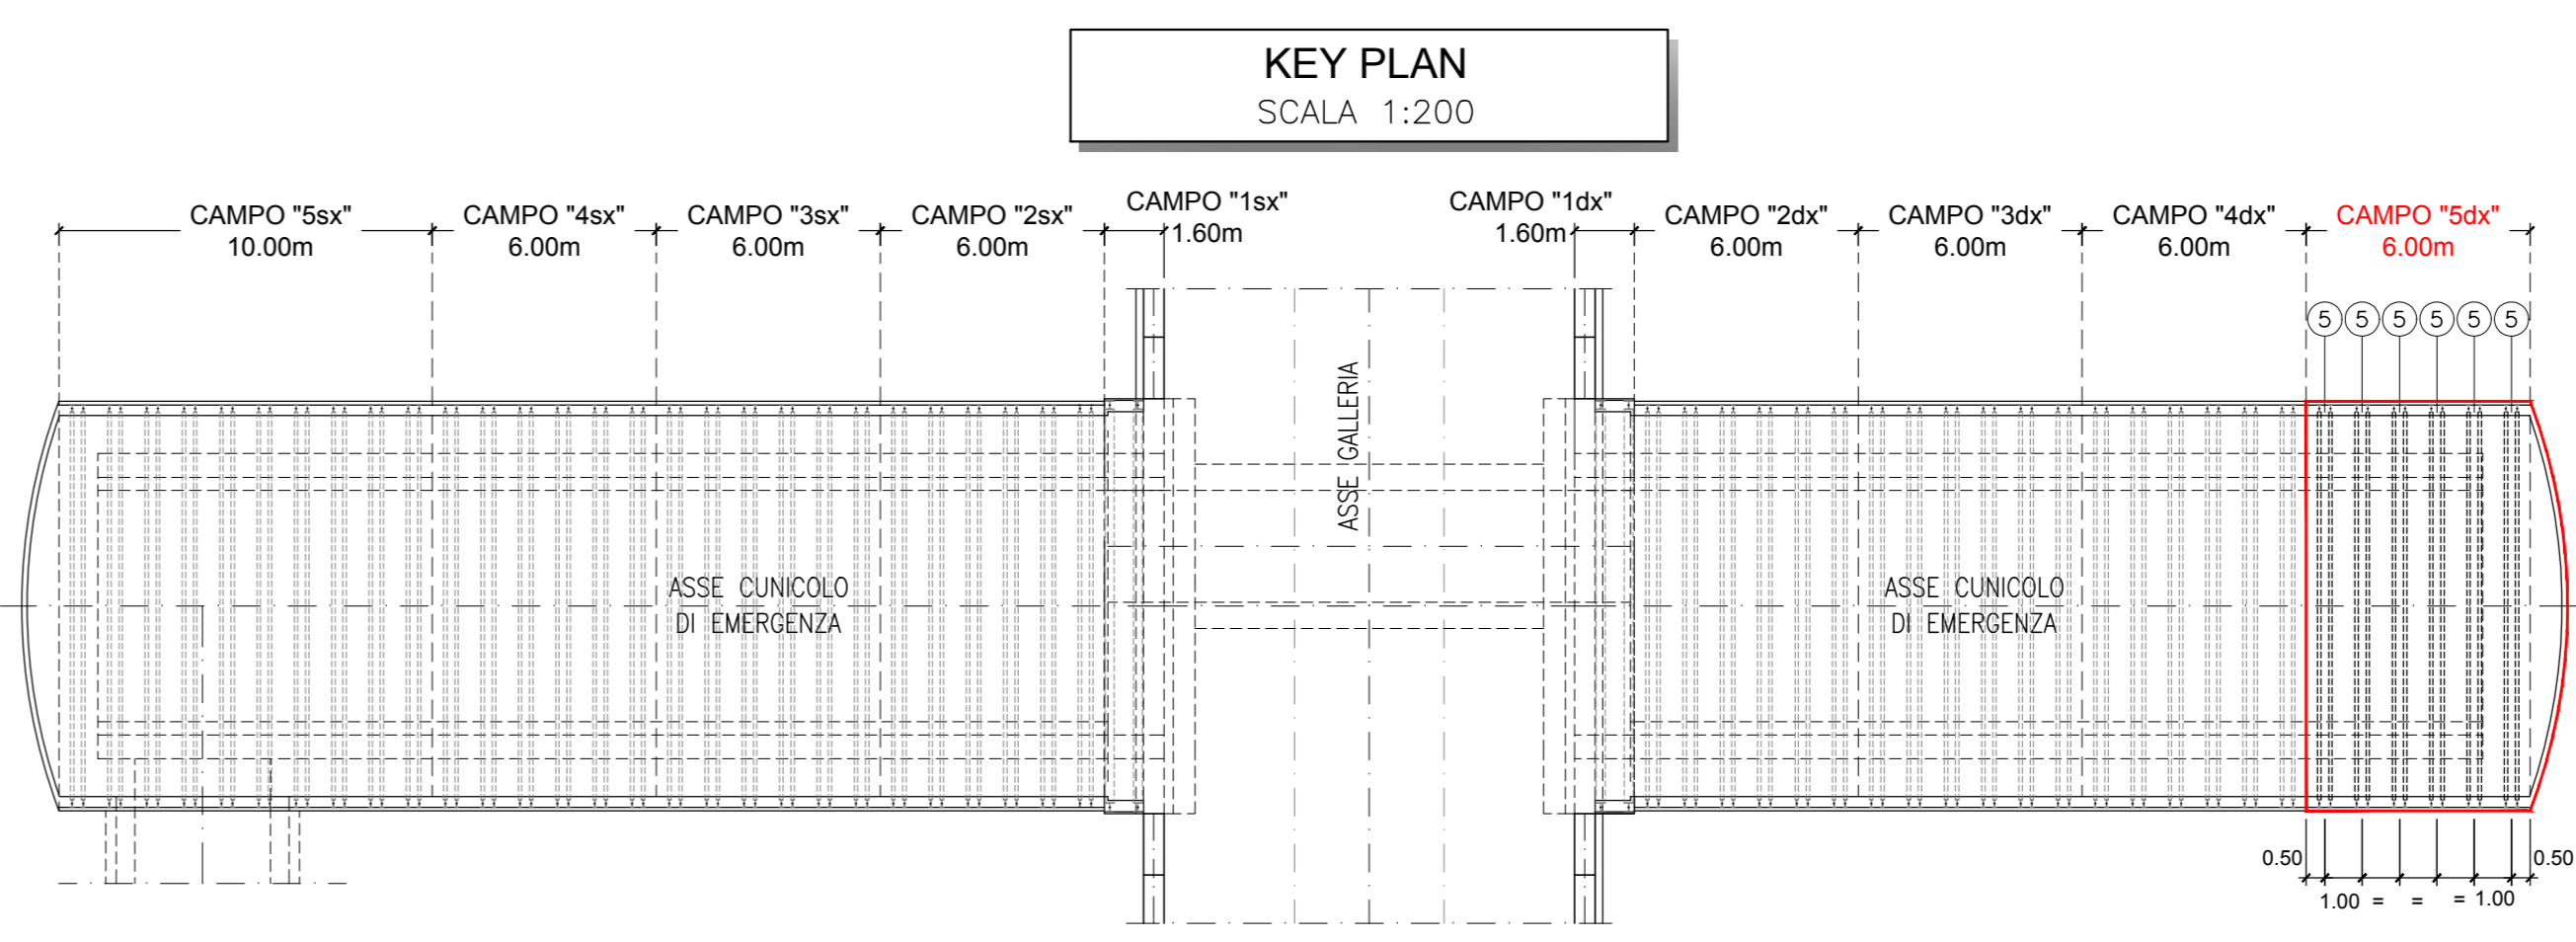 KEY PLAN
SCALA 1:200
CAMPO "5sx"
10.00m
CAMPO "4sx"
6.00m
CAMPO "3sx"
6.00m
CAMPO "2sx"
6.00m
CAMPO "1sx"
1.60m
CAMPO "1dx"
1.60m
CAMPO "2dx"
6.00m
CAMPO "3dx"
6.00m
CAMPO "4dx"
6.00m
CAMPO "5dx"
6.00m
5 5 5 5 5 5
ASSE GALLERIA
ASSE CUNICOLO
DI EMERGENZA
ASSE CUNICOLO
DI EMERGENZA
0.50 0.50
1.00 = = = 1.00